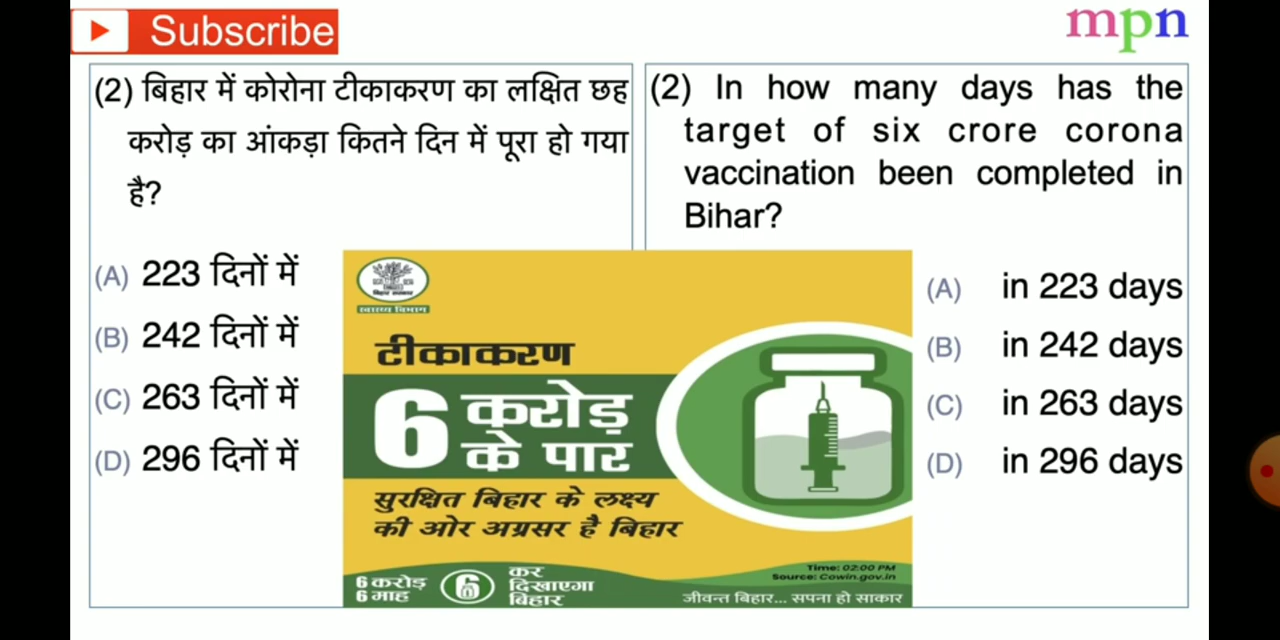 Subscribe
mpn
(2) बिहार में कोरोना टीकाकरण का लक्षित छह
करोड़ का आंकड़ा कितने दिन में पूरा हो गया
है?
(A) 223 दिनों में
(B) 242 दिनों में
(C) 263 दिनों में
(D) 296 दिनों में
(2) In how many days has the
target of six crore corona
vaccination been completed in
Bihar?
(A) in 223 days
(B) in 242 days
(C) in 263 days
(D) in 296 days
स्वास्थ्य विभाग
टीकाकरण
6 करोड़
के पार
सुरक्षित बिहार के लक्ष्य
की ओर अग्रसर है बिहार
6 करोड़
6 माह
6
कर
दिखाएगा
बिहार
Time: 02:00 PM
Source: Cowin.gov.in
जीवन्त बिहार... सपना हो साकार